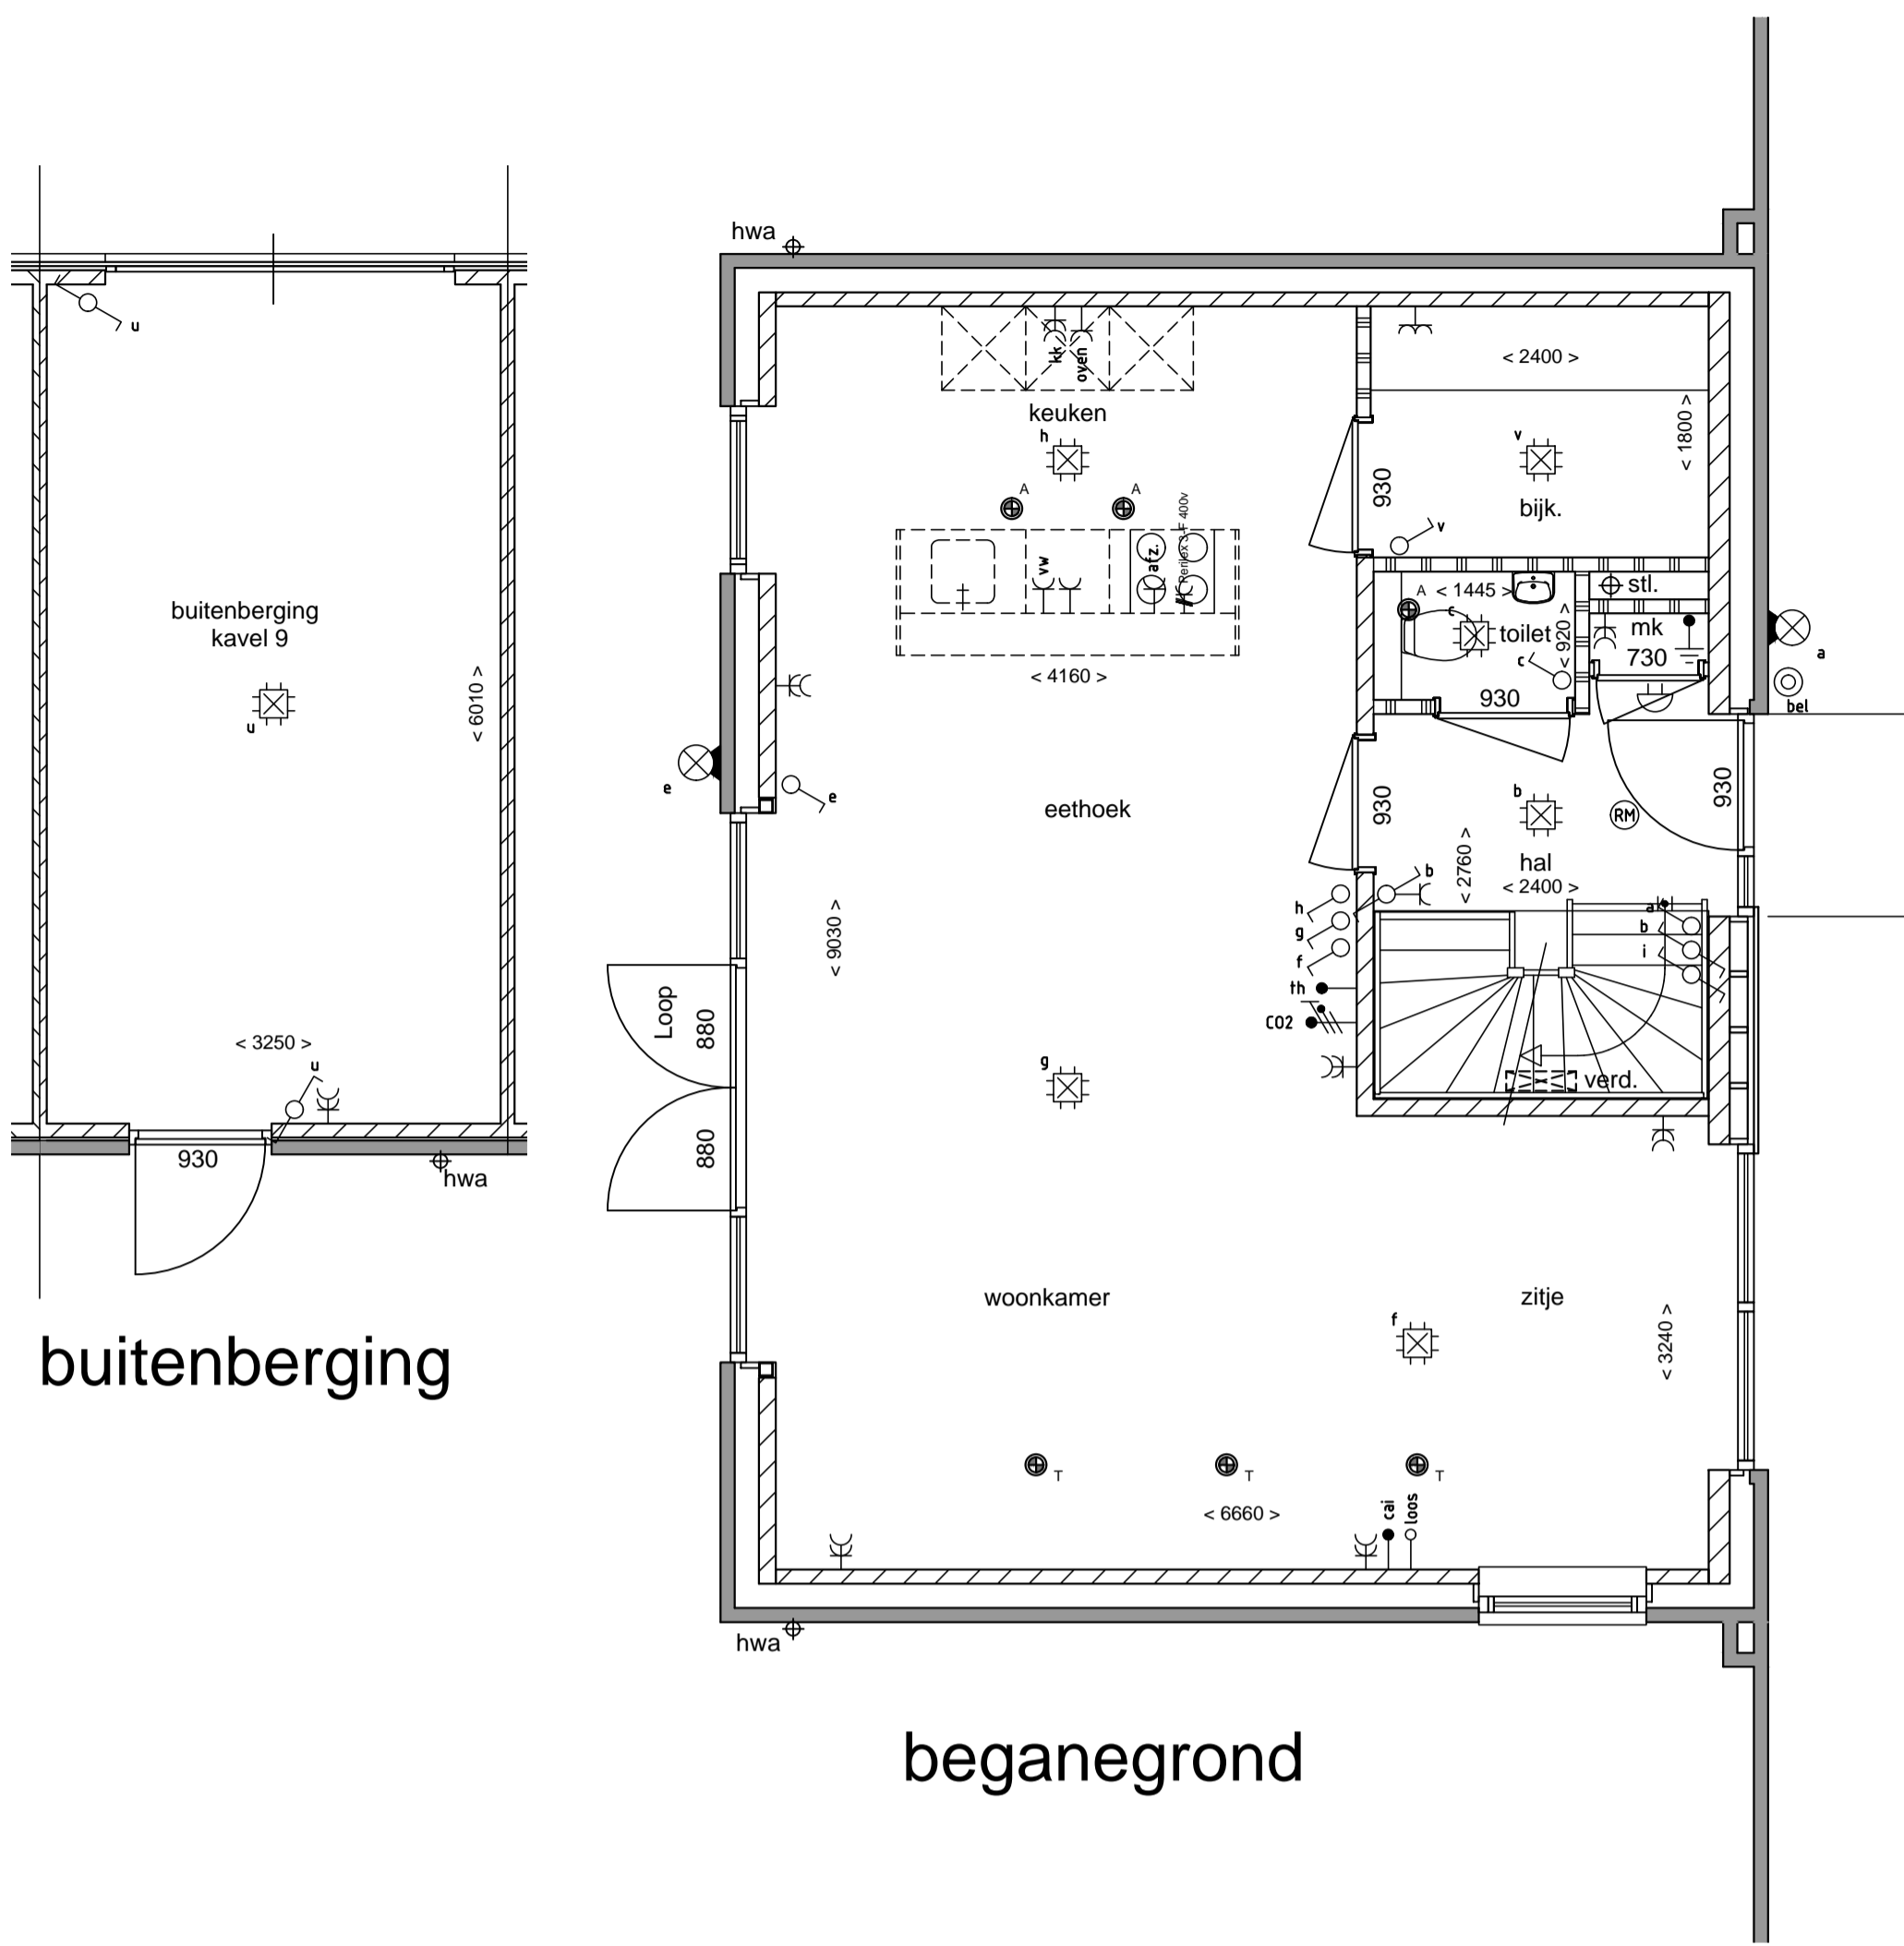 u
buitenberging
kavel 9
u
< 6010 >
< 3250 >
u
930
hwa
buitenberging
hwa
kk
oven
keuken
h
A
A
vw
afz.
Perilex 3-F 400v
< 4160 >
< 2400 >
< 1800 >
v
930
bijk.
v
A
< 1445 >
stl.
c
toilet
< 920 >
mk
730
c
930
a
bel
e
e
eethoek
930
b
RM
930
hal
< 2760 >
< 2400 >
b
h
g
f
th
CO2
a
b
i
< 9030 >
Loop
880
880
g
verd.
woonkamer
zitje
f
< 3240 >
T
T
T
< 6660 >
cai
loos
hwa
beganegrond